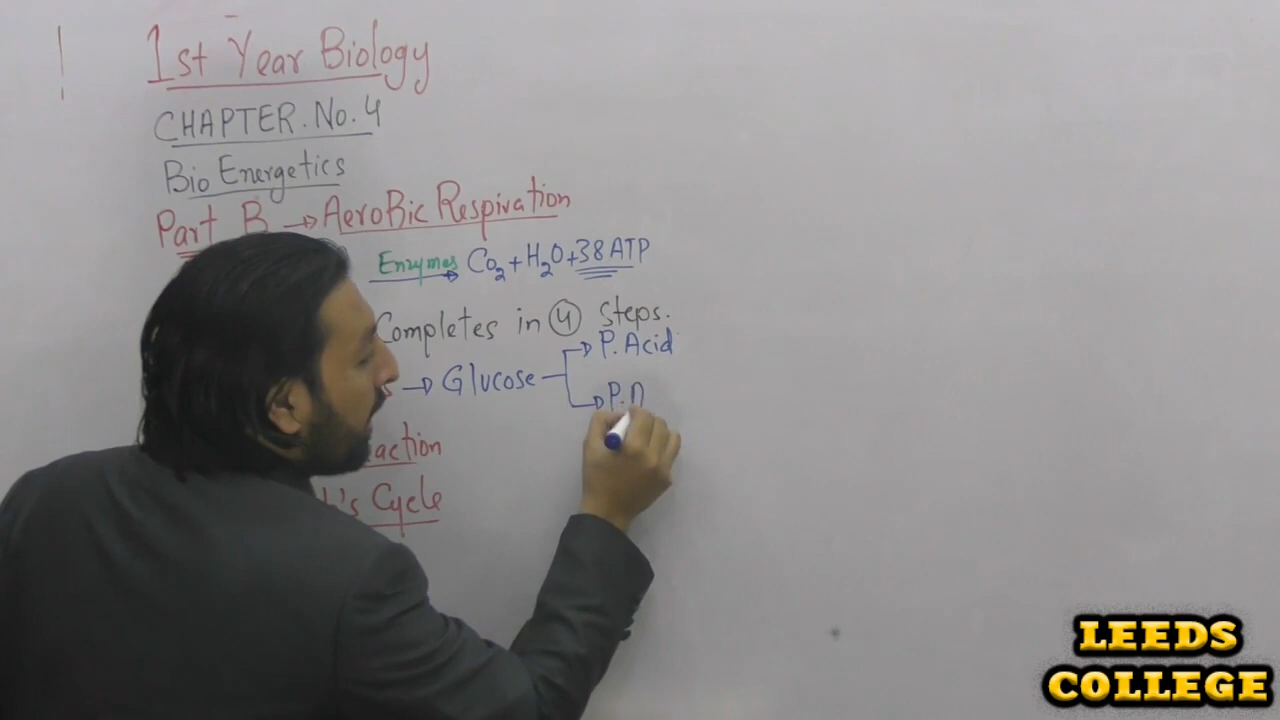 1st Year Biology
CHAPTER. No. 4
Bio Energetics
Part B → AeroBic Respiration
Enzymes → Co2 + H2O + 38 ATP
Completes in 4 Steps.
→ Glucose → P. Acid
→ P.
action
's Cycle
LEEDS
COLLEGE